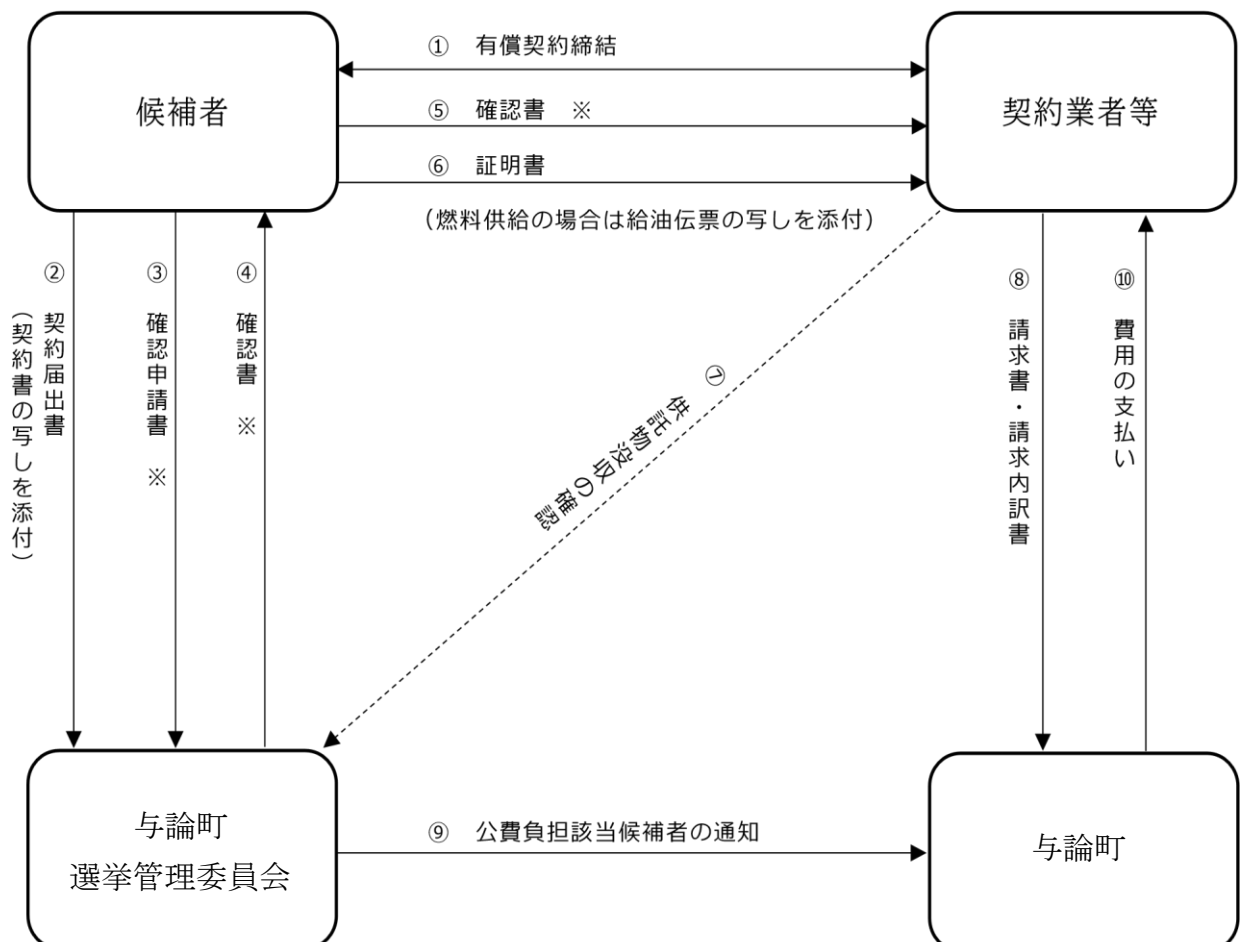 ① 有償契約締結
候補者
契約業者等
⑤ 確認書 ※
⑥ 証明書
（燃料供給の場合は給油伝票の写しを添付）
② 契約届出書
（契約書の写しを添付）
③ 確認申請書 ※
④ 確認書 ※
⑦ 供託物没収の確認
⑧ 請求書・請求内訳書
⑩ 費用の支払い
与論町
選挙管理委員会
⑨ 公費負担該当候補者の通知
与論町